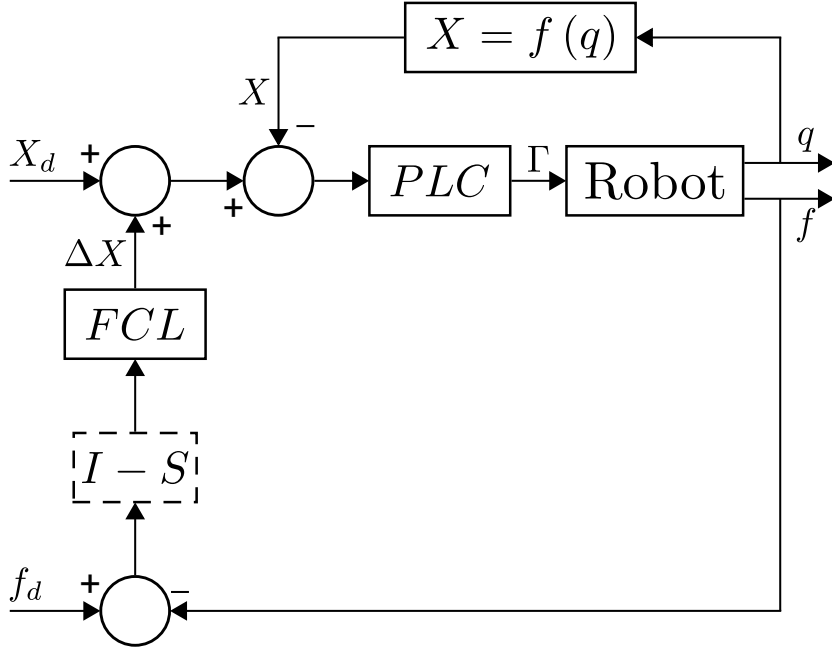 X = f (q)
X
−
X_d
+
+
+
PLC
Γ
Robot
q
f
ΔX
FCL
I − S
f_d
+
−